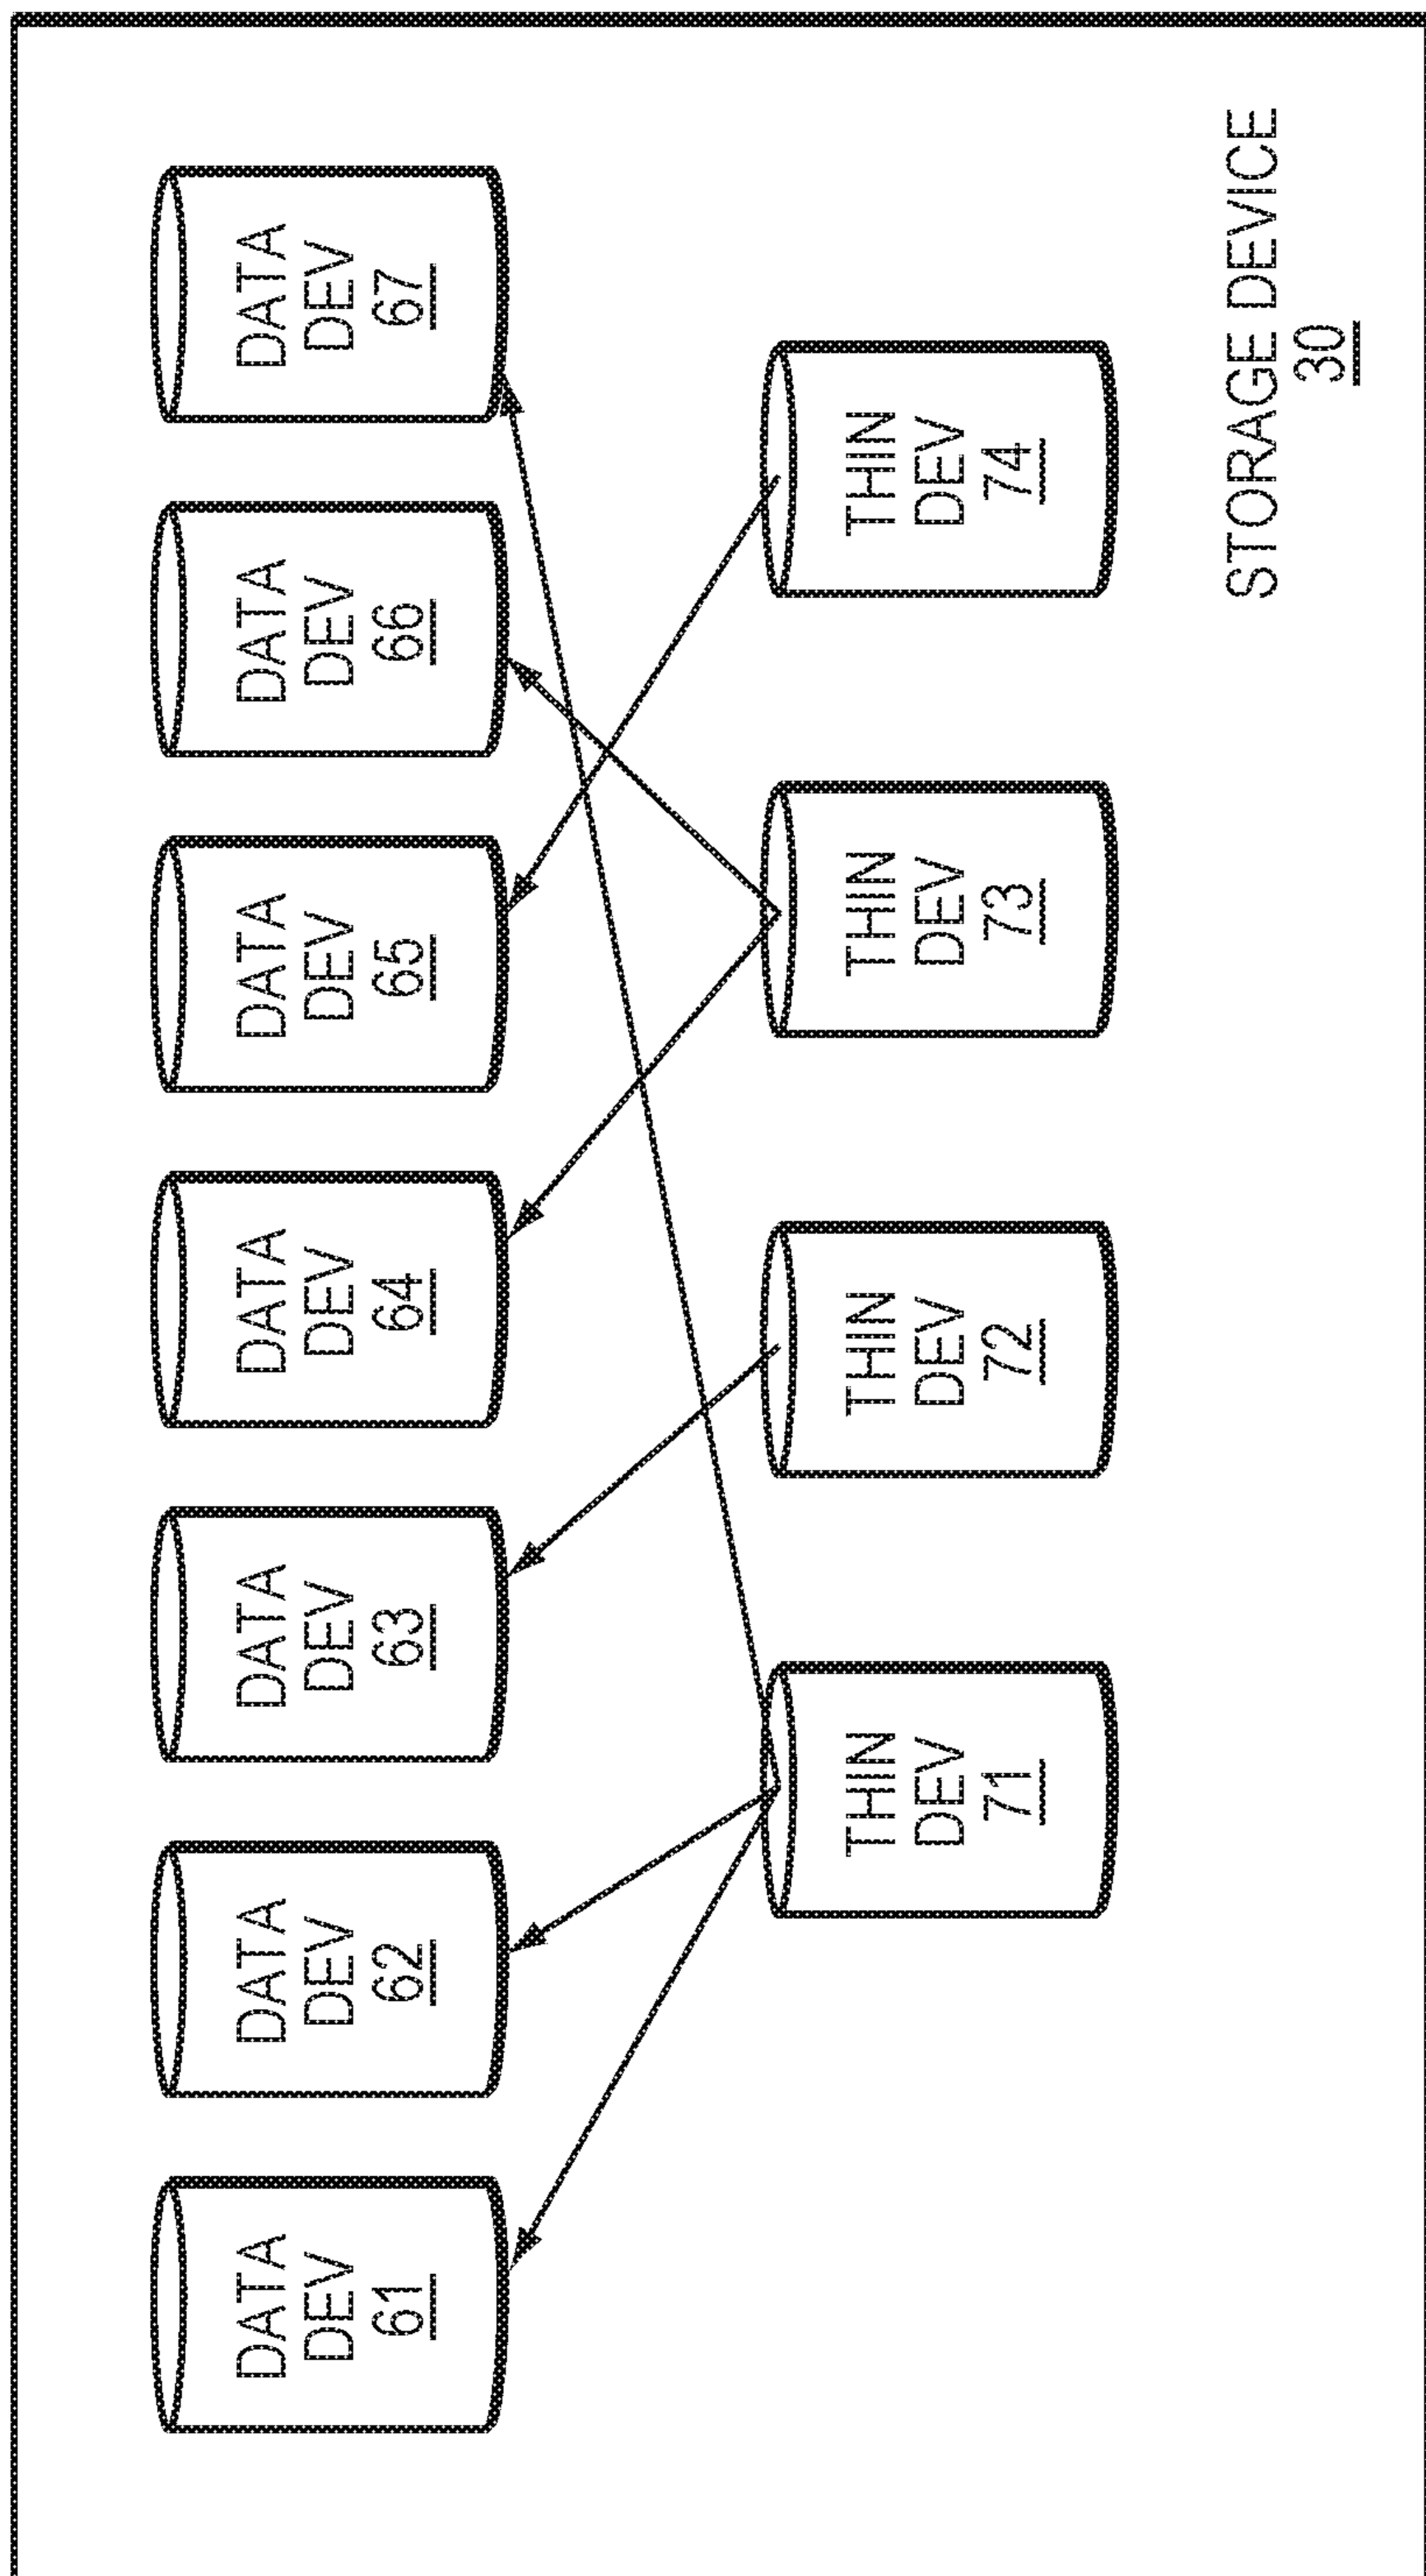 DATA
DEV
61
DATA
DEV
62
DATA
DEV
63
DATA
DEV
64
DATA
DEV
65
DATA
DEV
66
DATA
DEV
67
THIN
DEV
71
THIN
DEV
72
THIN
DEV
73
THIN
DEV
74
STORAGE DEVICE
30